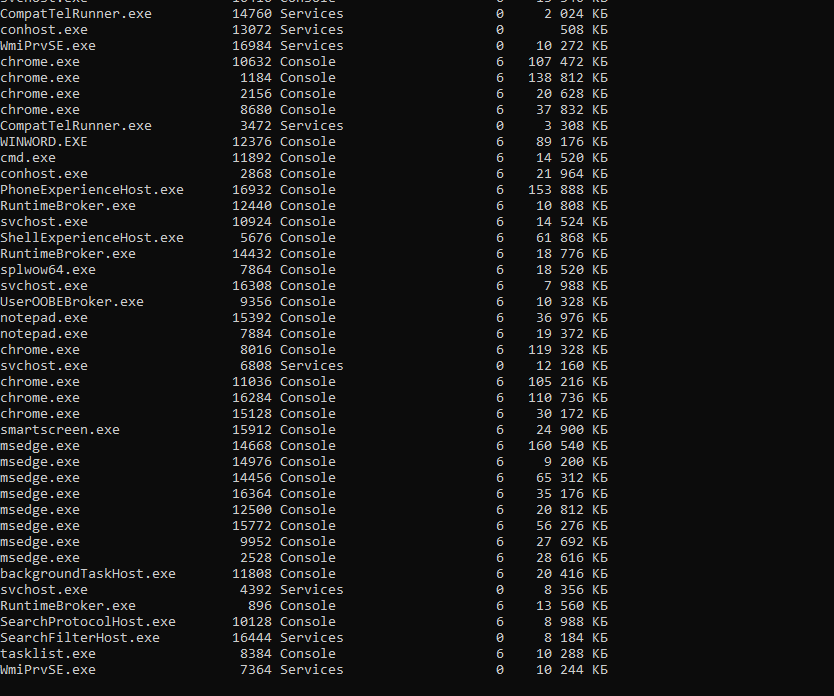 CompatTelRunner.exe 14760 Services 0 2 024 КБ
conhost.exe 13072 Services 0 508 КБ
WmiPrvSE.exe 16984 Services 0 10 272 КБ
chrome.exe 10632 Console 6 107 472 КБ
chrome.exe 1184 Console 6 138 812 КБ
chrome.exe 2156 Console 6 20 628 КБ
chrome.exe 8680 Console 6 37 832 КБ
CompatTelRunner.exe 3472 Services 0 3 308 КБ
WINWORD.EXE 12376 Console 6 89 176 КБ
cmd.exe 11892 Console 6 14 520 КБ
conhost.exe 2868 Console 6 21 964 КБ
PhoneExperienceHost.exe 16932 Console 6 153 888 КБ
RuntimeBroker.exe 12440 Console 6 10 808 КБ
svchost.exe 10924 Console 6 14 524 КБ
ShellExperienceHost.exe 5676 Console 6 61 868 КБ
RuntimeBroker.exe 14432 Console 6 18 776 КБ
splwow64.exe 7864 Console 6 18 520 КБ
svchost.exe 16308 Console 6 7 988 КБ
UserOOBEBroker.exe 9356 Console 6 10 328 КБ
notepad.exe 15392 Console 6 36 976 КБ
notepad.exe 7884 Console 6 19 372 КБ
chrome.exe 8016 Console 6 119 328 КБ
svchost.exe 6808 Services 0 12 160 КБ
chrome.exe 11036 Console 6 105 216 КБ
chrome.exe 16284 Console 6 110 736 КБ
chrome.exe 15128 Console 6 30 172 КБ
smartscreen.exe 15912 Console 6 24 900 КБ
msedge.exe 14668 Console 6 160 540 КБ
msedge.exe 14976 Console 6 9 200 КБ
msedge.exe 14456 Console 6 65 312 КБ
msedge.exe 16364 Console 6 35 176 КБ
msedge.exe 12500 Console 6 20 812 КБ
msedge.exe 15772 Console 6 56 276 КБ
msedge.exe 9952 Console 6 27 692 КБ
msedge.exe 2528 Console 6 28 616 КБ
backgroundTaskHost.exe 11808 Console 6 20 416 КБ
svchost.exe 4392 Services 0 8 356 КБ
RuntimeBroker.exe 896 Console 6 13 560 КБ
SearchProtocolHost.exe 10128 Console 6 8 988 КБ
SearchFilterHost.exe 16444 Services 0 8 184 КБ
tasklist.exe 8384 Console 6 10 288 КБ
WmiPrvSE.exe 7364 Services 0 10 244 КБ